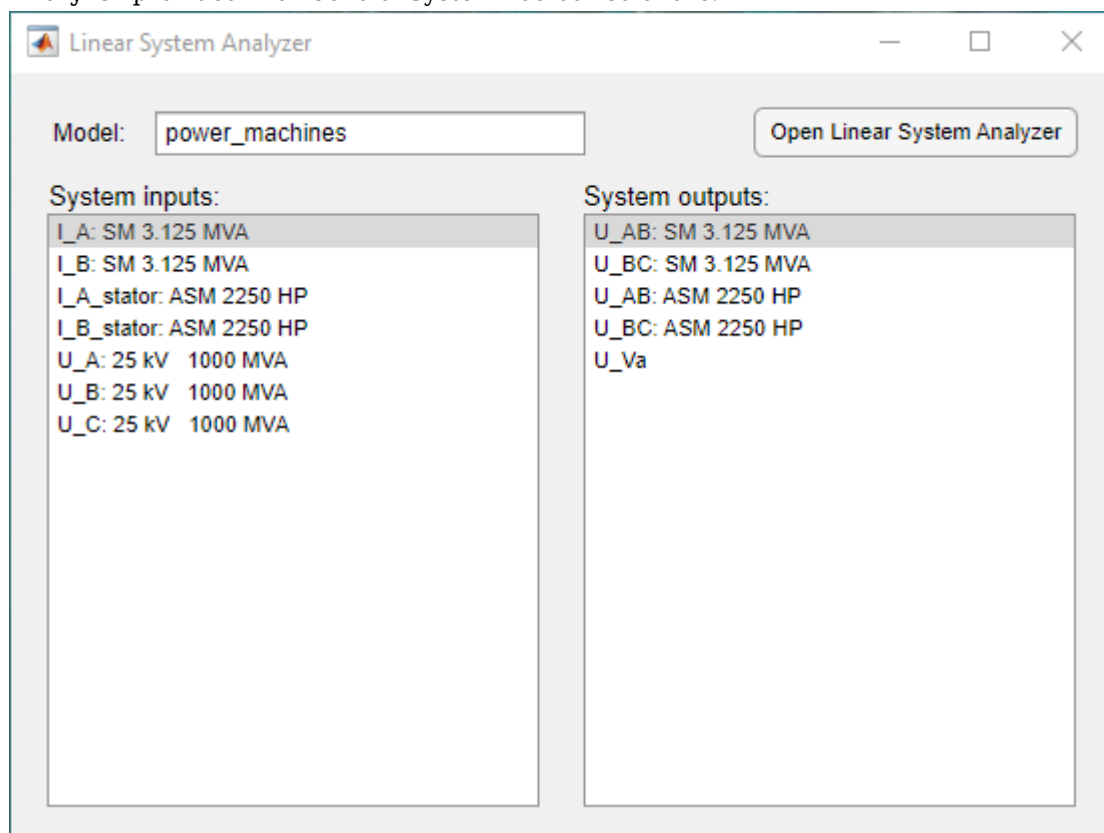 Linear System Analyzer
Model: power_machines
Open Linear System Analyzer
System inputs:
I_A: SM 3.125 MVA
I_B: SM 3.125 MVA
I_A_stator: ASM 2250 HP
I_B_stator: ASM 2250 HP
U_A: 25 kV   1000 MVA
U_B: 25 kV   1000 MVA
U_C: 25 kV   1000 MVA
System outputs:
U_AB: SM 3.125 MVA
U_BC: SM 3.125 MVA
U_AB: ASM 2250 HP
U_BC: ASM 2250 HP
U_Va